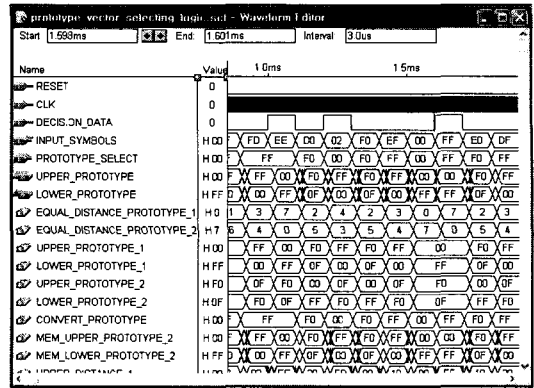 prototype vector selecting logic.scf - Waveform Editor
Start: 1.598ms End: 1.601ms Interval: 3.0us
Name Value 1.0ms 1.5ms
RESET 0
CLK 0
DECISION_DATA 0
INPUT_SYMBOLS H 00 FD EE 00 02 F0 EF 00 FF E0 DF
PROTOTYPE_SELECT H 00 FF F0 00 FF F0 00 FF F0 FF
UPPER_PROTOTYPE H 00 FF 00 F0 FF F0 FF 00 00 F0 FF
LOWER_PROTOTYPE H FF 00 FF 0F 00 0F 00 FF FF 0F 00
EQUAL_DISTANCE_PROTOTYPE_1 H 0 1 3 7 2 4 2 3 0 7 2 3
EQUAL_DISTANCE_PROTOTYPE_2 H 7 6 4 0 5 3 5 4 7 0 5 4
UPPER_PROTOTYPE_1 H 00 FF 00 F0 FF F0 FF 00 F0 FF
LOWER_PROTOTYPE_1 H FF 00 FF 0F 00 0F 00 FF 0F 00
UPPER_PROTOTYPE_2 H F0 0F F0 00 0F 00 0F F0 00 0F
LOWER_PROTOTYPE_2 H 0F F0 0F FF F0 FF F0 0F FF F0
CONVERT_PROTOTYPE H 00 FF F0 00 F0 FF 00 FF F0 FF
MEM_UPPER_PROTOTYPE_2 H 00 FF 00 F0 FF F0 FF 00 00 F0 FF
MEM_LOWER_PROTOTYPE_2 H FF 00 FF 0F 00 0F 00 FF FF 0F 00